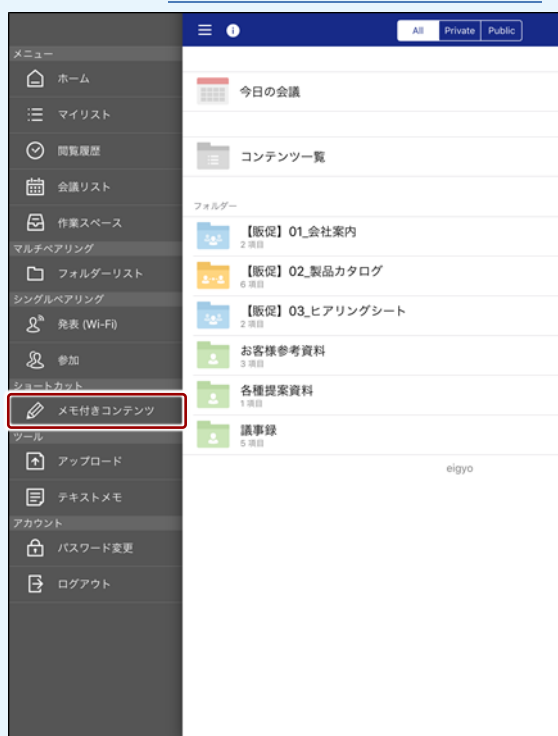 All Private Public
メニュー
ホーム
マイリスト
閲覧履歴
会議リスト
作業スペース
マルチペアリング
フォルダーリスト
シングルペアリング
発表 (Wi-Fi)
参加
ショートカット
メモ付きコンテンツ
ツール
アップロード
テキストメモ
アカウント
パスワード変更
ログアウト
今日の会議
コンテンツ一覧
フォルダー
【販促】01_会社案内
2 項目
【販促】02_製品カタログ
6 項目
【販促】03_ヒアリングシート
2 項目
お客様参考資料
3 項目
各種提案資料
1 項目
議事録
5 項目
eigyo